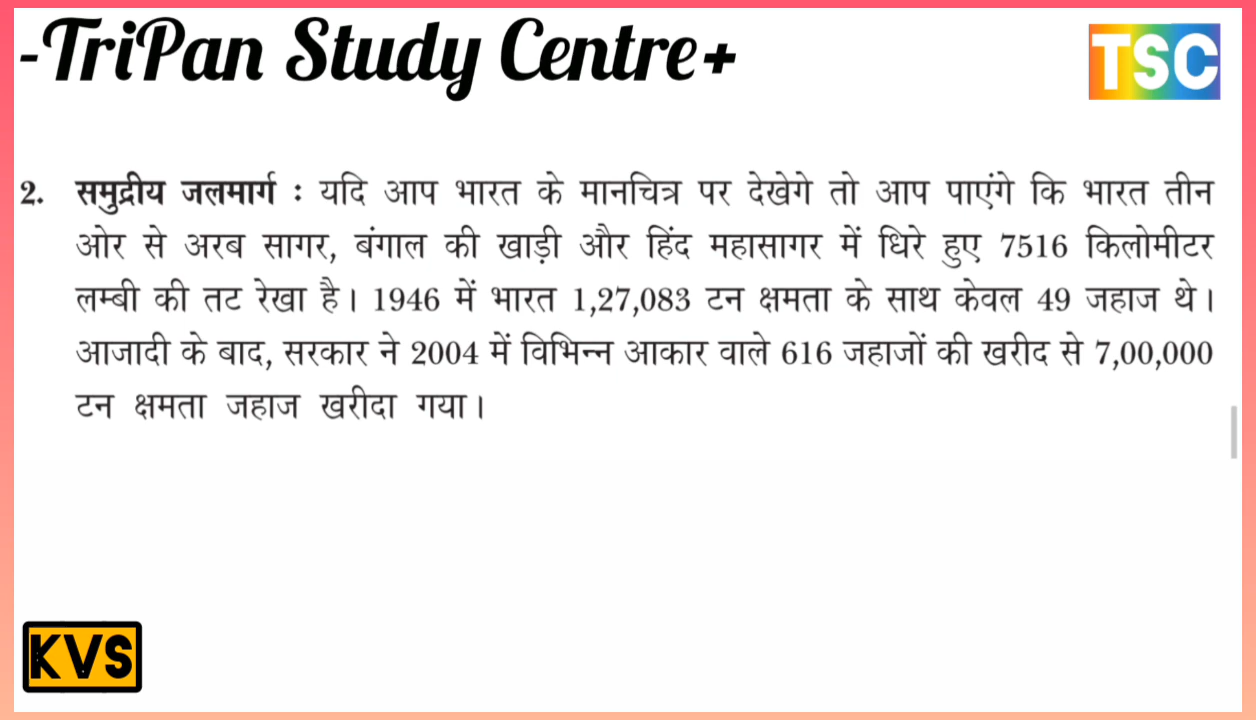 -TriPan Study Centre+
TSC
2. समुद्रीय जलमार्ग : यदि आप भारत के मानचित्र पर देखेगे तो आप पाएंगे कि भारत तीन
ओर से अरब सागर, बंगाल की खाड़ी और हिंद महासागर में धिरे हुए 7516 किलोमीटर
लम्बी की तट रेखा है। 1946 में भारत 1,27,083 टन क्षमता के साथ केवल 49 जहाज थे।
आजादी के बाद, सरकार ने 2004 में विभिन्न आकार वाले 616 जहाजों की खरीद से 7,00,000
टन क्षमता जहाज खरीदा गया।
KVS